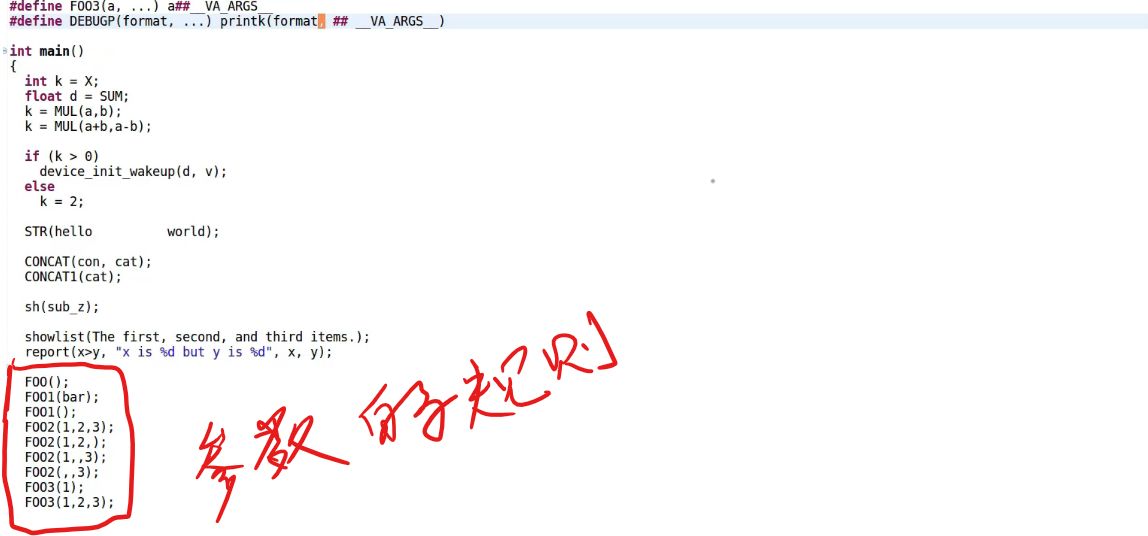 #define FOO3(a, ...) a##__VA_ARGS__
#define DEBUGP(format, ...) printk(format, ## __VA_ARGS__)
int main()
{
int k = X;
float d = SUM;
k = MUL(a,b);
k = MUL(a+b,a-b);
if (k > 0)
device_init_wakeup(d, v);
else
k = 2;
STR(hello world);
CONCAT(con, cat);
CONCAT1(cat);
sh(sub_z);
showlist(The first, second, and third items.);
report(x>y, "x is %d but y is %d", x, y);
FOO();
FOO1(bar);
FOO1();
FOO2(1,2,3);
FOO2(1,2,);
FOO2(1,,3);
FOO2(,,3);
FOO3(1);
FOO3(1,2,3);
参数的识别